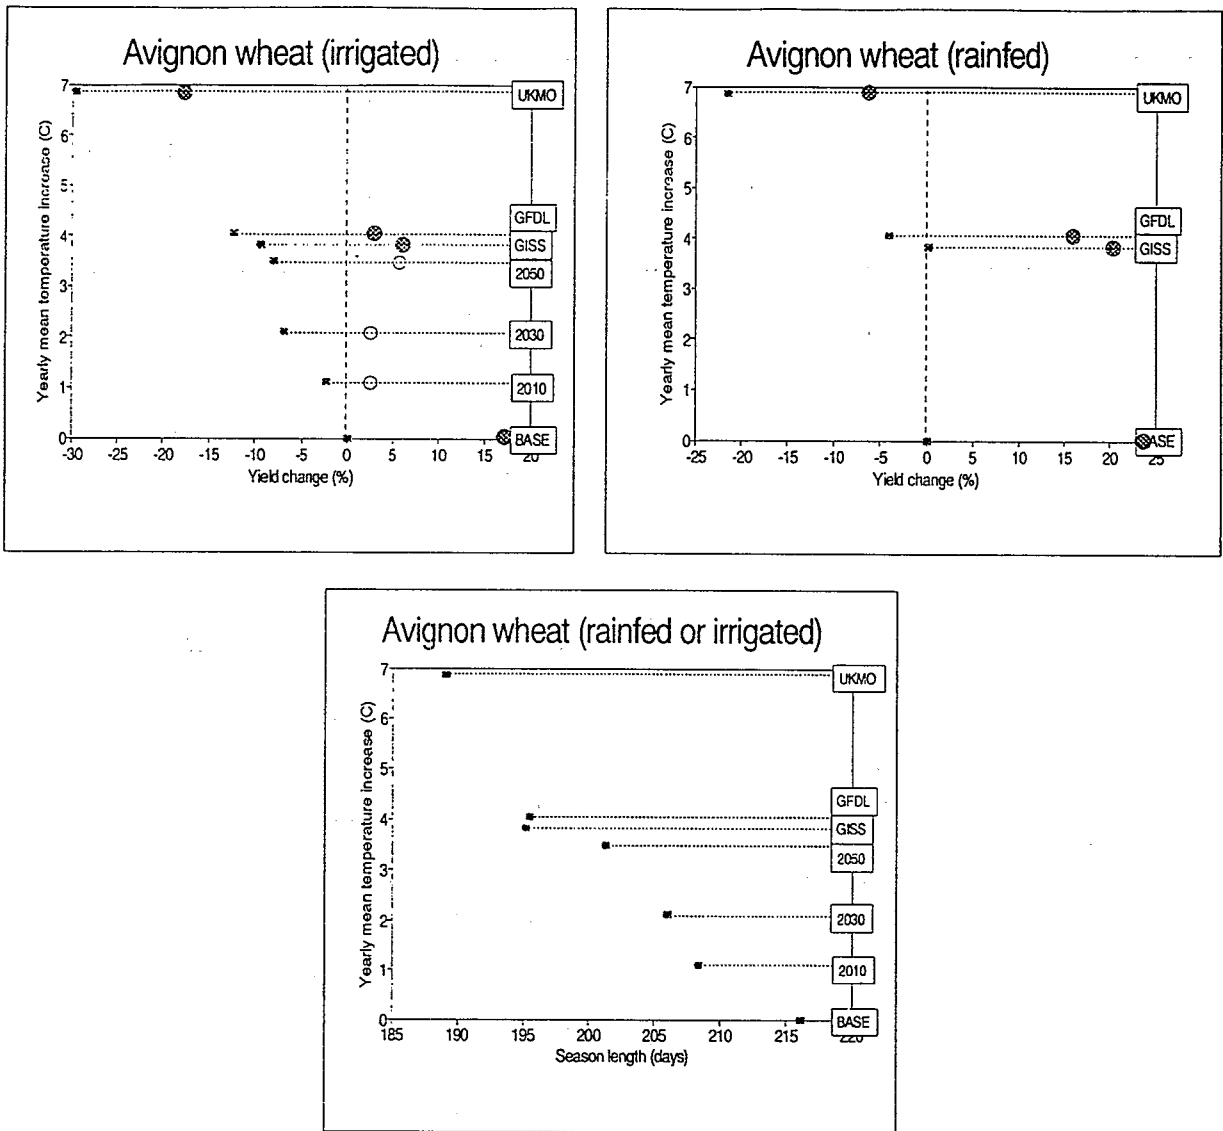 Avignon wheat (irrigated)
7
6
5
4
3
2
1
0
Yearly mean temperature increase (C)
UKMO
GFDL
GISS
2050
2030
2010
BASE
-30 -25 -20 -15 -10 -5 0 5 10 15 20
Yield change (%)
Avignon wheat (rainfed)
7
6
5
4
3
2
1
0
Yearly mean temperature increase (C)
UKMO
GFDL
GISS
ASE
-25 -20 -15 -10 -5 0 5 10 15 20 25
Yield change (%)
Avignon wheat (rainfed or irrigated)
7
6
5
4
3
2
1
0
Yearly mean temperature increase (C)
UKMO
GFDL
GISS
2050
2030
2010
BASE
185 190 195 200 205 210 215 220
Season length (days)